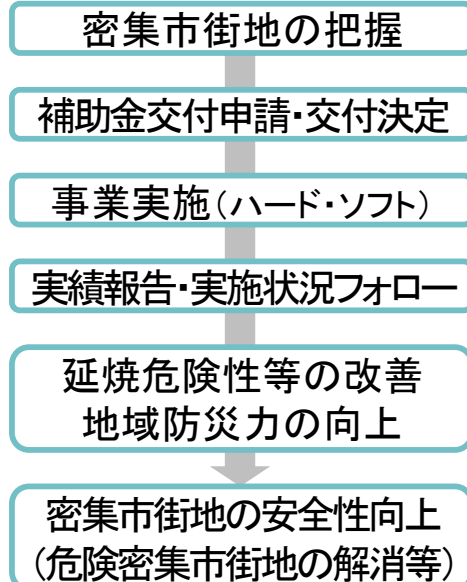 密集市街地の把握
補助金交付申請・交付決定
事業実施（ハード・ソフト）
実績報告・実施状況フォロー
延焼危険性等の改善
地域防災力の向上
密集市街地の安全性向上
（危険密集市街地の解消等）